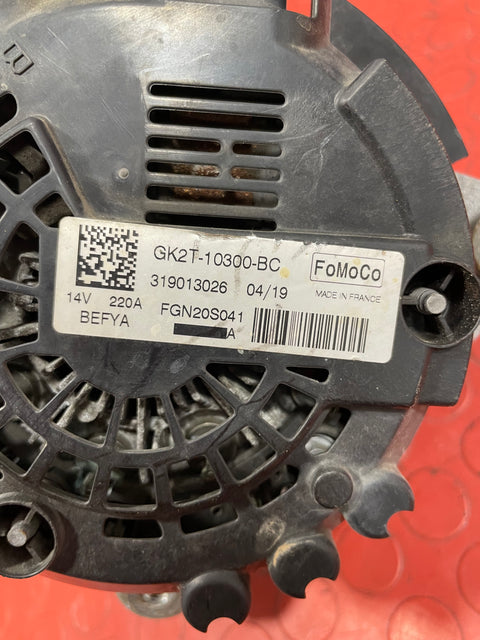 B
GK2T-10300-BC
FoMoCo
319013026 04/19
MADE IN FRANCE
14V 220A
FGN20S041
BEFYA
A